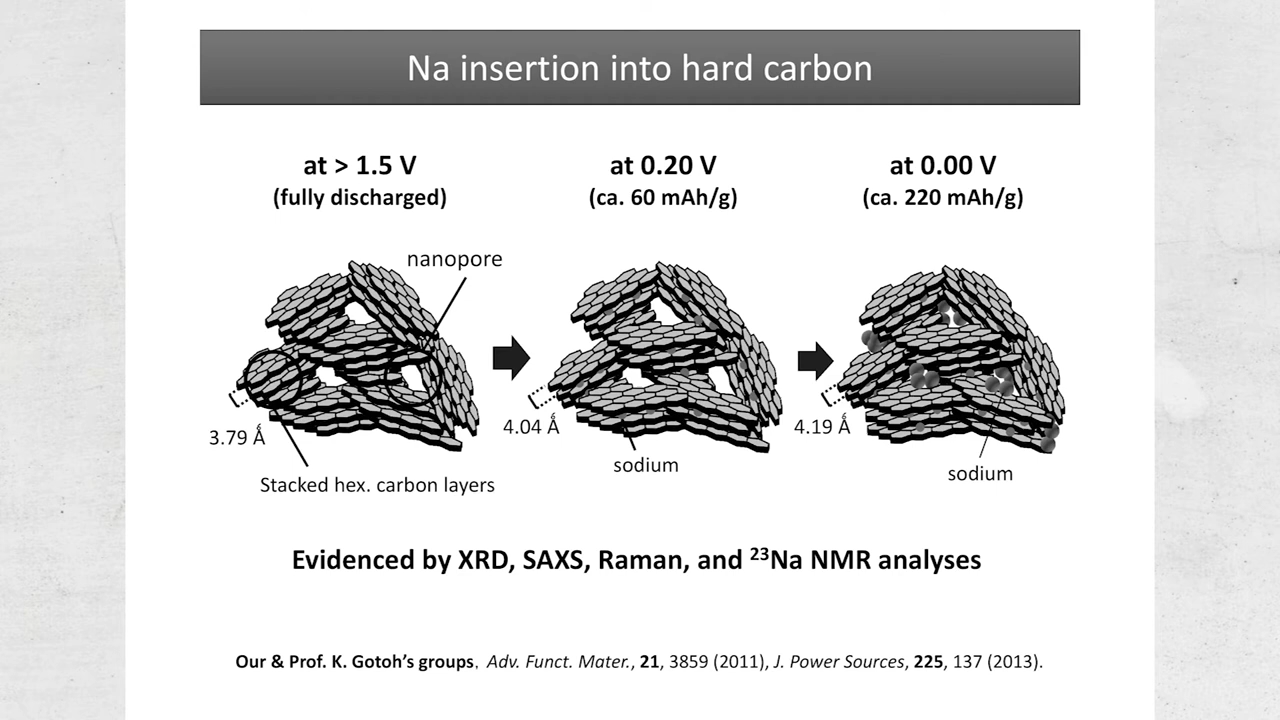 Na insertion into hard carbon
at > 1.5 V
(fully discharged)
at 0.20 V
(ca. 60 mAh/g)
at 0.00 V
(ca. 220 mAh/g)
nanopore
3.79 Å
Stacked hex. carbon layers
4.04 Å
sodium
4.19 Å
sodium
Evidenced by XRD, SAXS, Raman, and ²³Na NMR analyses
Our & Prof. K. Gotoh's groups, Adv. Funct. Mater., 21, 3859 (2011), J. Power Sources, 225, 137 (2013).